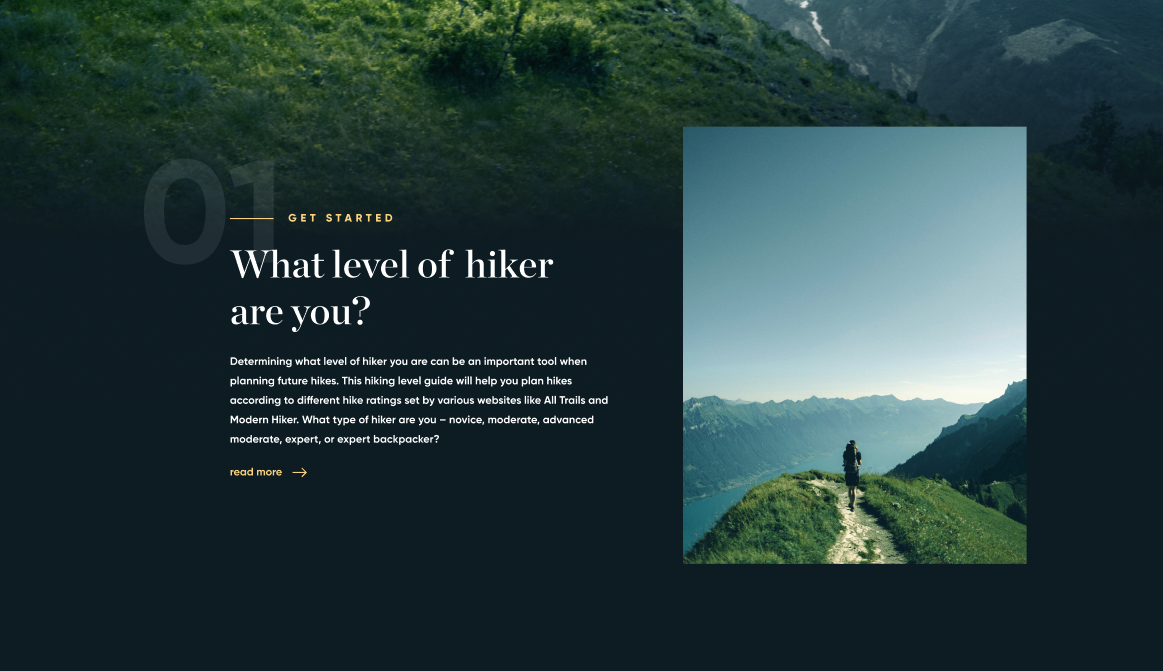 01
GET STARTED
What level of hiker
are you?
Determining what level of hiker you are can be an important tool when
planning future hikes. This hiking level guide will help you plan hikes
according to different hike ratings set by various websites like All Trails and
Modern Hiker. What type of hiker are you – novice, moderate, advanced
moderate, expert, or expert backpacker?
read more →